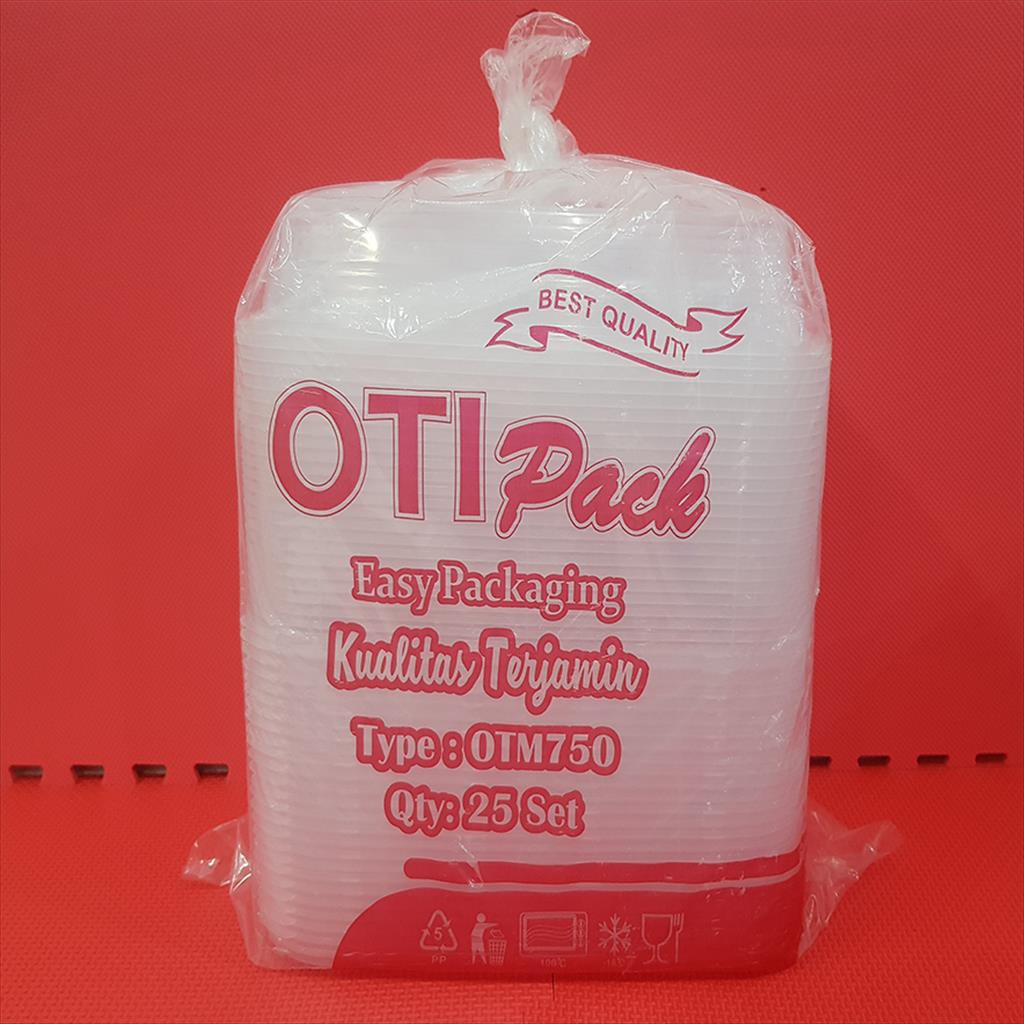 BEST QUALITY
OTI Pack
Easy Packaging
Kualitas Terjamin
Type : OTM750
Qty: 25 Set
5
PP